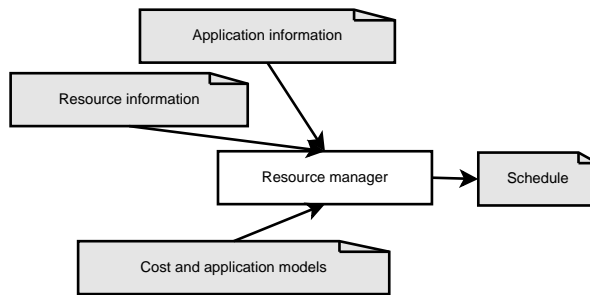 Application information
Resource information
Resource manager
Schedule
Cost and application models